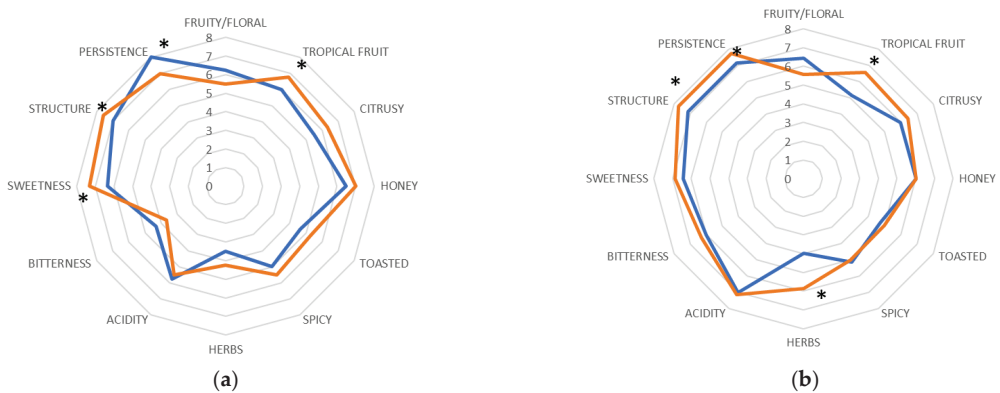 FRUITY/FLORAL
TROPICAL FRUIT
CITRUSY
HONEY
TOASTED
SPICY
HERBS
ACIDITY
BITTERNESS
SWEETNESS
STRUCTURE
PERSISTENCE
8
7
6
5
4
3
2
1
0
*
*
*
*
(a)
FRUITY/FLORAL
TROPICAL FRUIT
CITRUSY
HONEY
TOASTED
SPICY
HERBS
ACIDITY
BITTERNESS
SWEETNESS
STRUCTURE
PERSISTENCE
8
7
6
5
4
3
2
1
0
*
*
*
*
(b)